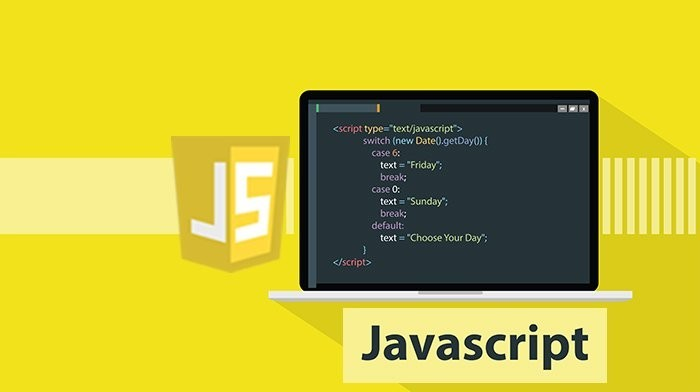 JS
<script type="text/javascript">
switch (new Date().getDay()) {
case 6:
text = "Friday";
break;
case 0:
text = "Sunday";
break;
default:
text = "Choose Your Day";
}
</script>
Javascript